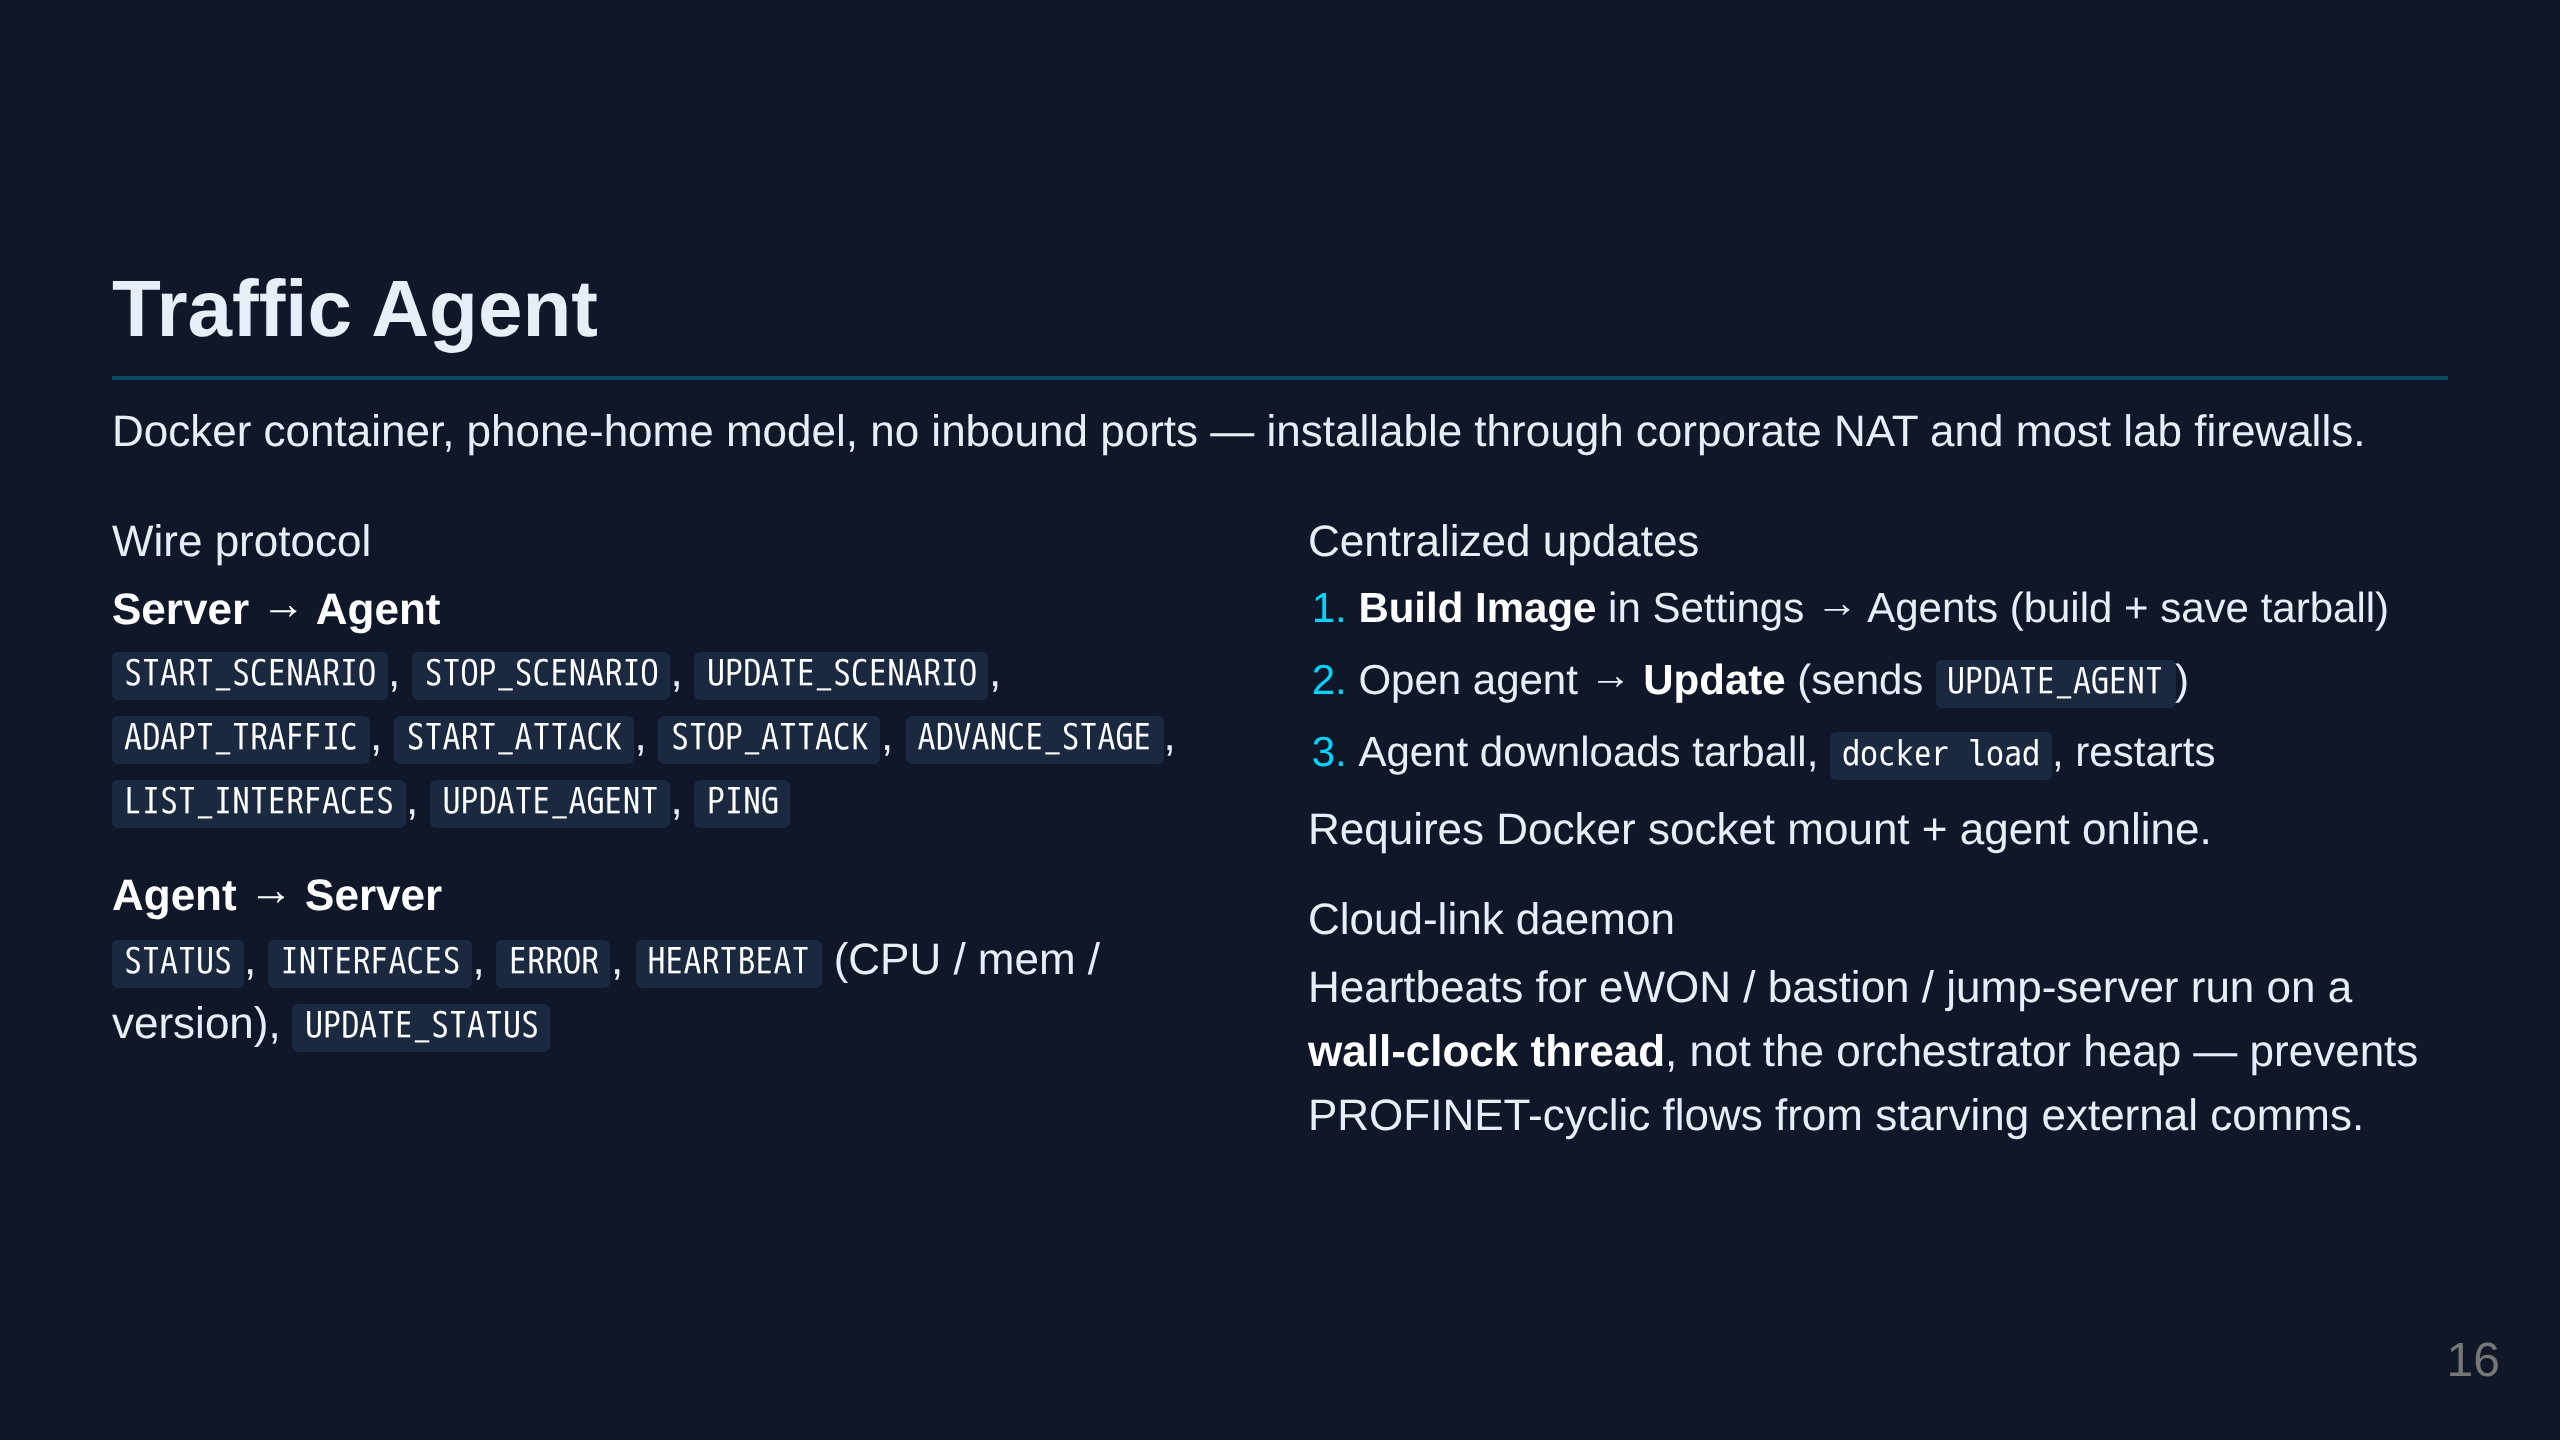 Traffic Agent
Docker container, phone-home model, no inbound ports — installable through corporate NAT and most lab firewalls.
Wire protocol
Server → Agent
START_SCENARIO, STOP_SCENARIO, UPDATE_SCENARIO,
ADAPT_TRAFFIC, START_ATTACK, STOP_ATTACK, ADVANCE_STAGE,
LIST_INTERFACES, UPDATE_AGENT, PING
Agent → Server
STATUS, INTERFACES, ERROR, HEARTBEAT (CPU / mem /
version), UPDATE_STATUS
Centralized updates
1. Build Image in Settings → Agents (build + save tarball)
2. Open agent → Update (sends UPDATE_AGENT)
3. Agent downloads tarball, docker load, restarts
Requires Docker socket mount + agent online.
Cloud-link daemon
Heartbeats for eWON / bastion / jump-server run on a
wall-clock thread, not the orchestrator heap — prevents
PROFINET-cyclic flows from starving external comms.
16